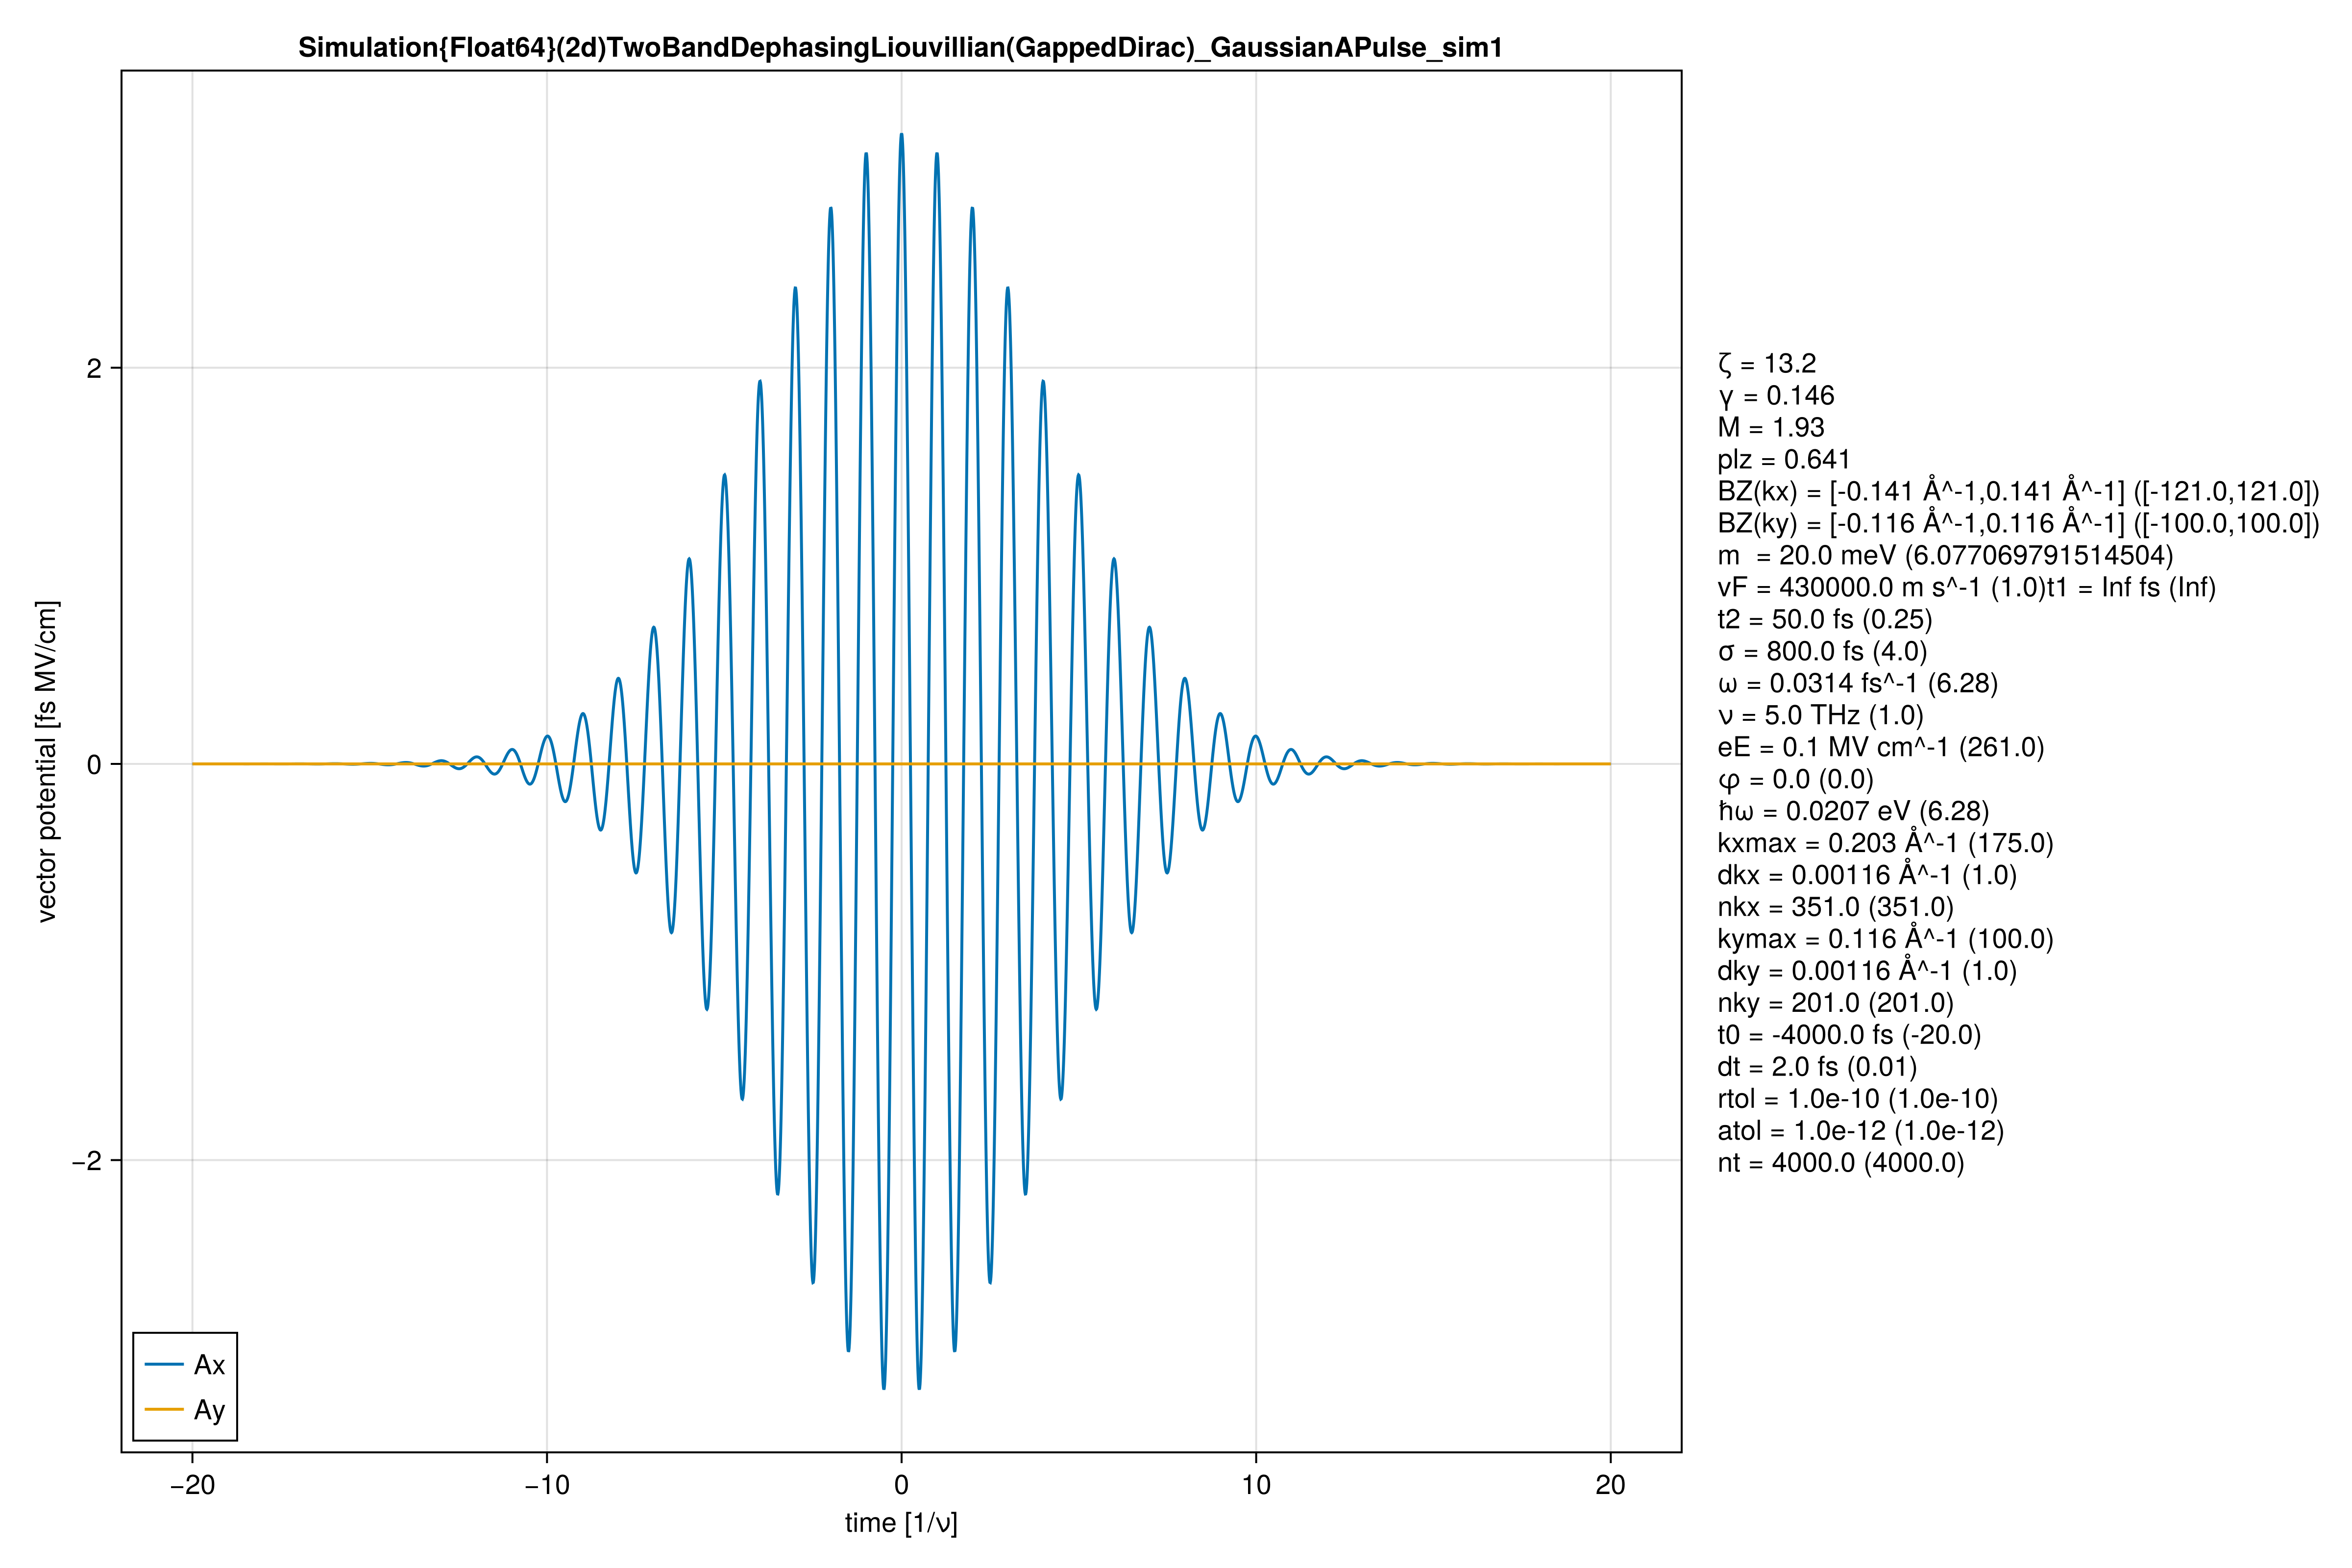 Simulation{Float64}(2d)TwoBandDephasingLiouvillian(GappedDirac)_GaussianAPulse_sim1
vector potential [fs MV/cm]
2
0
−2
Ax
Ay
−20
−10
0
10
20
time [1/ν]
ζ = 13.2
γ = 0.146
M = 1.93
plz = 0.641
BZ(kx) = [-0.141 Å^-1,0.141 Å^-1] ([-121.0,121.0])
BZ(ky) = [-0.116 Å^-1,0.116 Å^-1] ([-100.0,100.0])
m  = 20.0 meV (6.077069791514504)
vF = 430000.0 m s^-1 (1.0)t1 = Inf fs (Inf)
t2 = 50.0 fs (0.25)
σ = 800.0 fs (4.0)
ω = 0.0314 fs^-1 (6.28)
ν = 5.0 THz (1.0)
eE = 0.1 MV cm^-1 (261.0)
φ = 0.0 (0.0)
ħω = 0.0207 eV (6.28)
kxmax = 0.203 Å^-1 (175.0)
dkx = 0.00116 Å^-1 (1.0)
nkx = 351.0 (351.0)
kymax = 0.116 Å^-1 (100.0)
dky = 0.00116 Å^-1 (1.0)
nky = 201.0 (201.0)
t0 = -4000.0 fs (-20.0)
dt = 2.0 fs (0.01)
rtol = 1.0e-10 (1.0e-10)
atol = 1.0e-12 (1.0e-12)
nt = 4000.0 (4000.0)